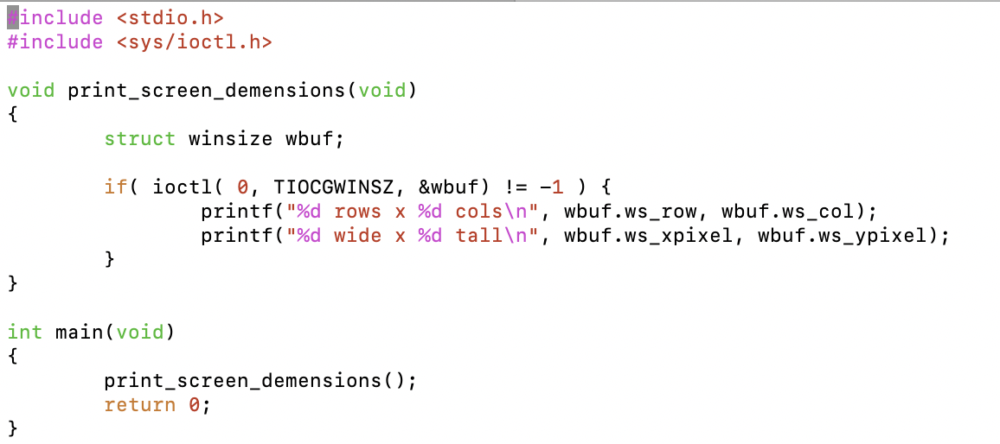 #include <stdio.h>
#include <sys/ioctl.h>

void print_screen_demensions(void)
{
        struct winsize wbuf;

        if( ioctl( 0, TIOCGWINSZ, &wbuf) != -1 ) {
                printf("%d rows x %d cols\n", wbuf.ws_row, wbuf.ws_col);
                printf("%d wide x %d tall\n", wbuf.ws_xpixel, wbuf.ws_ypixel);
        }
}

int main(void)
{
        print_screen_demensions();
        return 0;
}